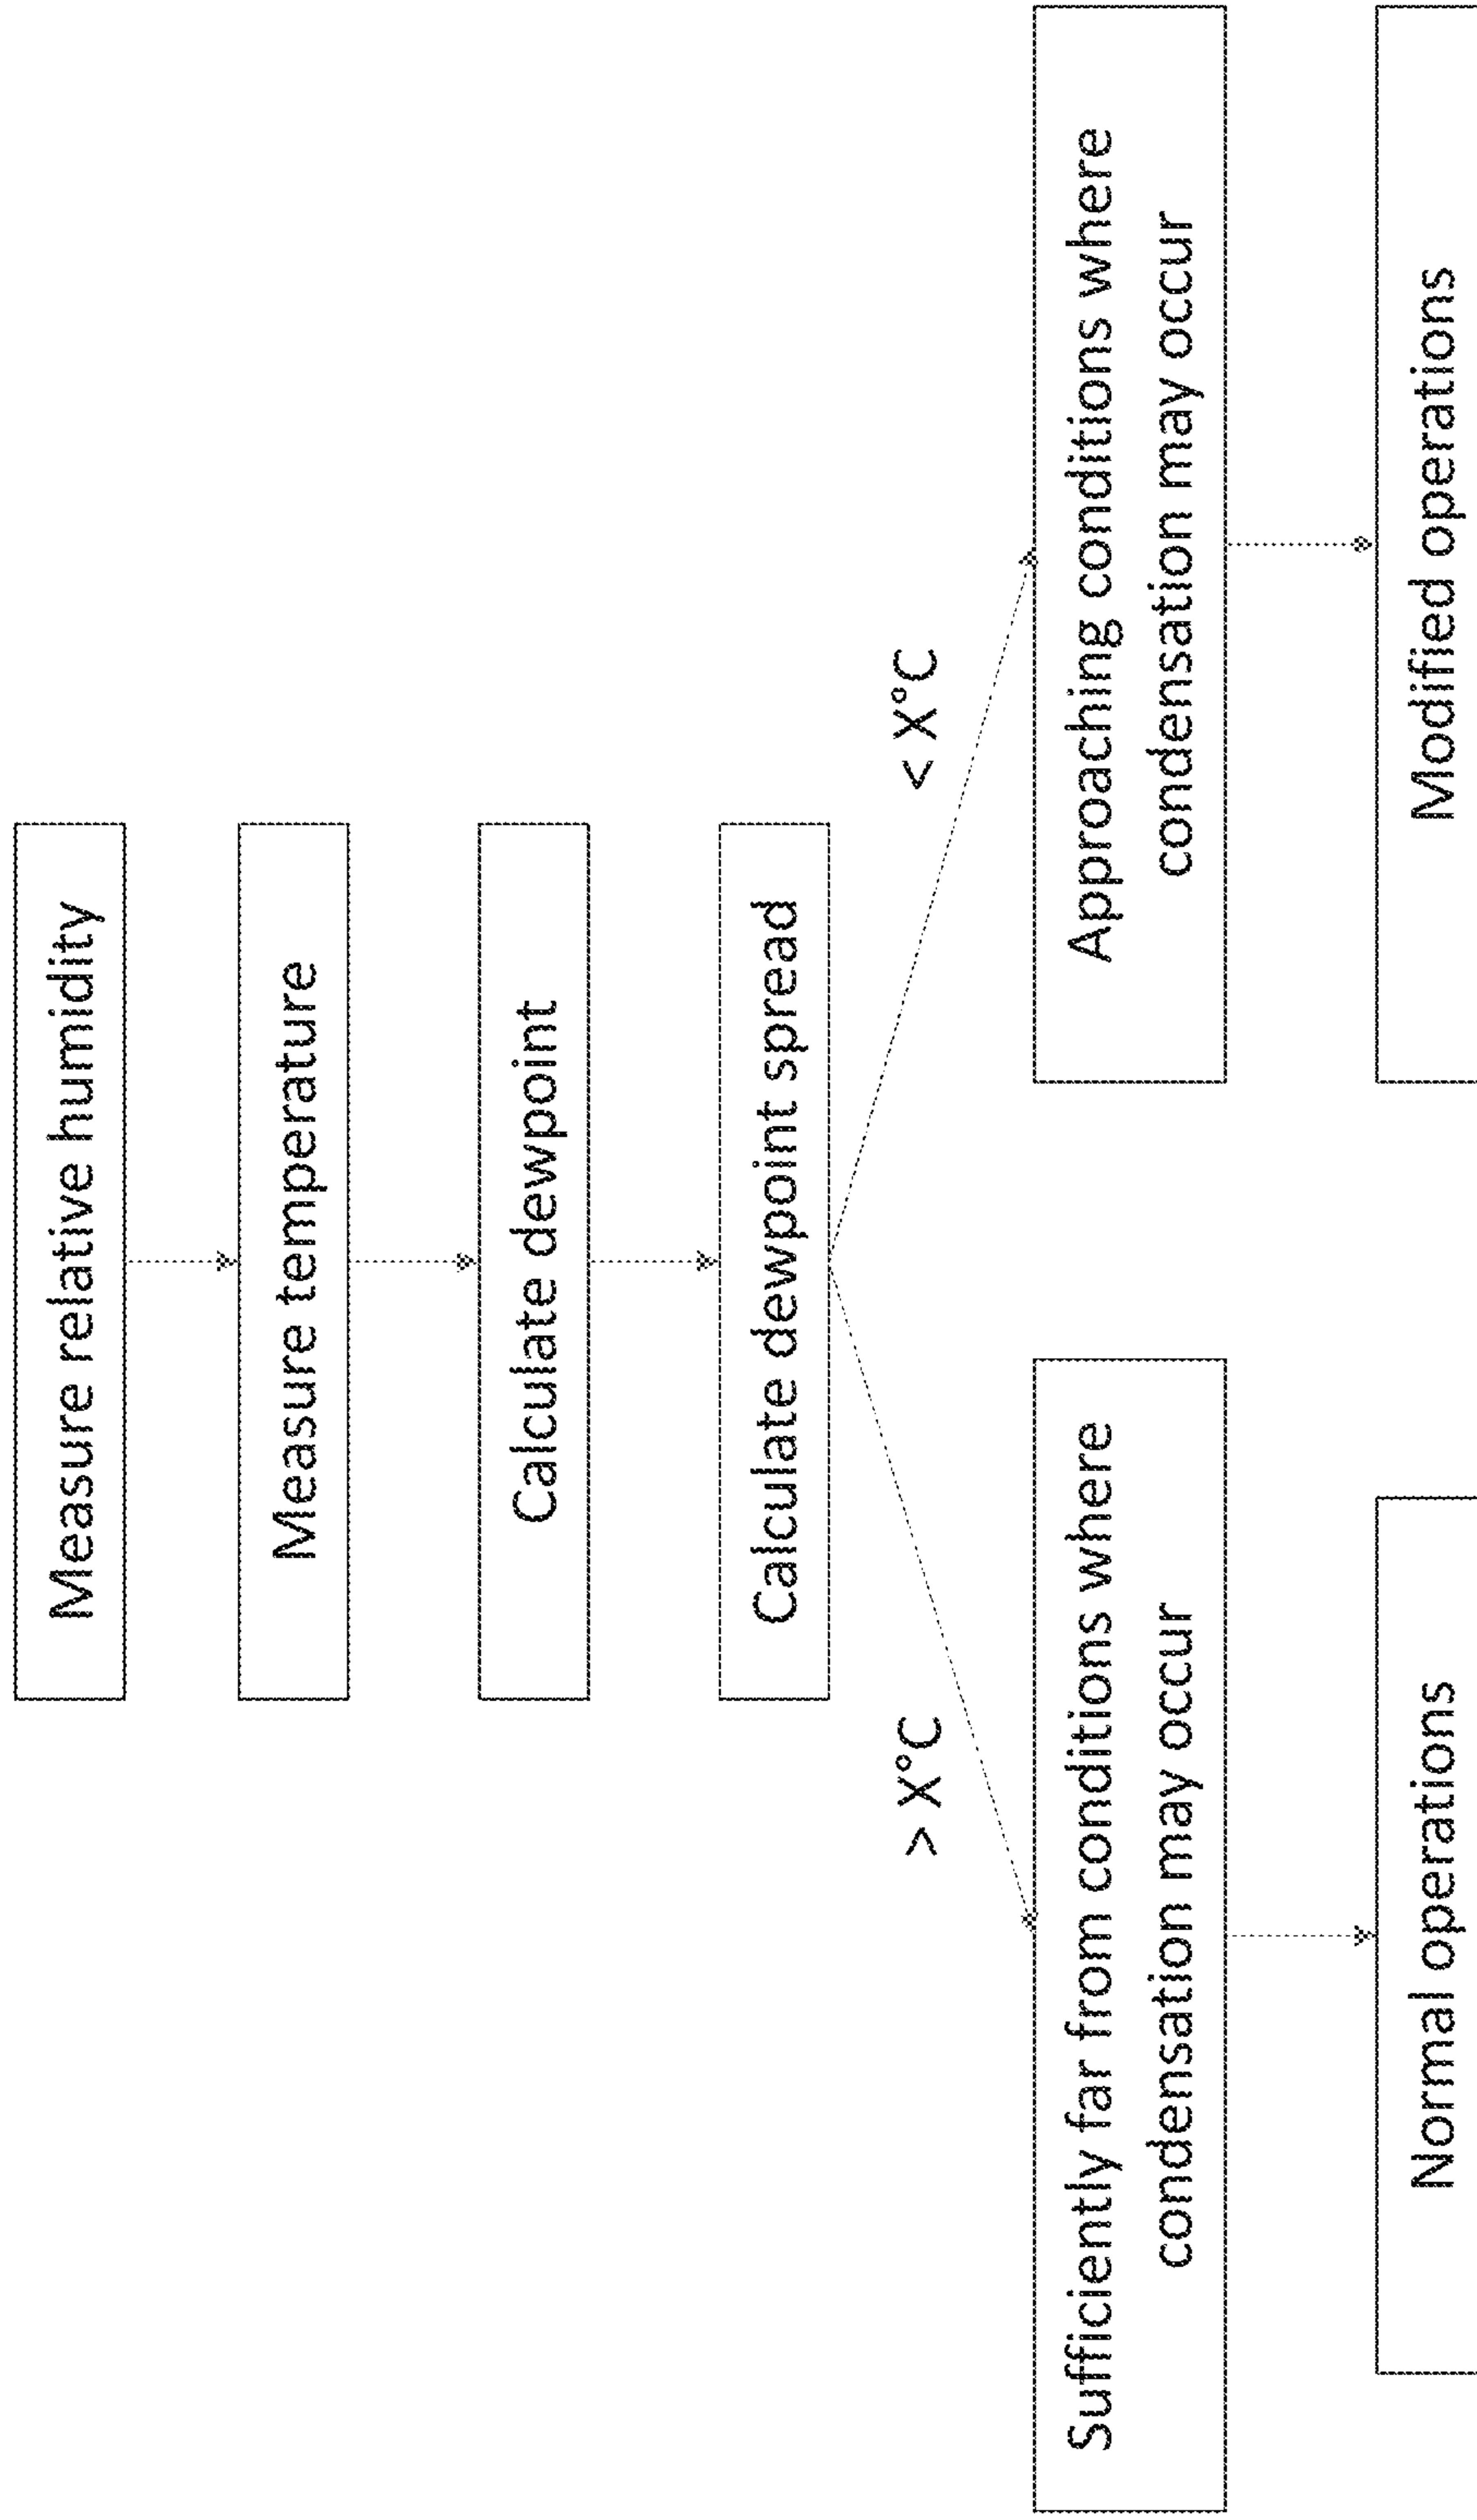 Measure relative humidity
Measure temperature
Calculate dewpoint
Calculate dewpoint spread
> X°C
< X°C
Sufficiently far from conditions where
condensation may occur
Approaching conditions where
condensation may occur
Normal operations
Modified operations